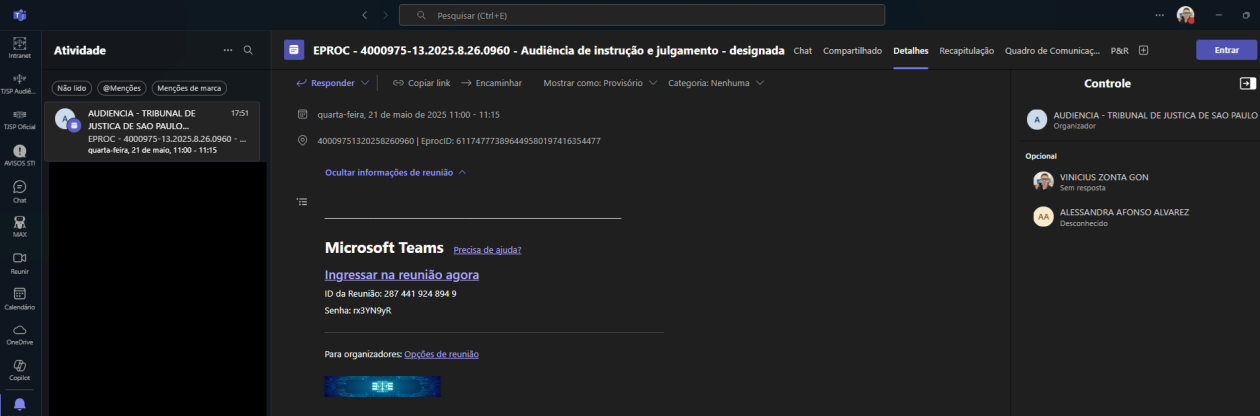 Pesquisar (Ctrl+E)
Intranet
TJSP Audiê...
TJSP Oficial
AVISOS STI
Chat
MAX
Reunir
Calendário
OneDrive
Copilot
Atividade
Não lido
@Menções
Menções de marca
A
AUDIENCIA - TRIBUNAL DE
17:51
JUSTICA DE SAO PAULO...
EPROC - 4000975-13.2025.8.26.0960 - ...
quarta-feira, 21 de maio, 11:00 - 11:15
EPROC - 4000975-13.2025.8.26.0960 - Audiência de instrução e julgamento - designada
Chat
Compartilhado
Detalhes
Recapitulação
Quadro de Comunicaç...
P&R
Entrar
Responder
Copiar link
Encaminhar
Mostrar como: Provisório
Categoria: Nenhuma
quarta-feira, 21 de maio de 2025 11:00 - 11:15
40009751320258260960 | EprocID: 611747773896449580197416354477
Ocultar informações de reunião
Microsoft Teams
Precisa de ajuda?
Ingressar na reunião agora
ID da Reunião: 287 441 924 894 9
Senha: rx3YN9yR
Para organizadores: Opções de reunião
Controle
A
AUDIENCIA - TRIBUNAL DE JUSTICA DE SAO PAULO
Organizador
Opcional
VINICIUS ZONTA GON
Sem resposta
AA
ALESSANDRA AFONSO ALVAREZ
Desconhecido